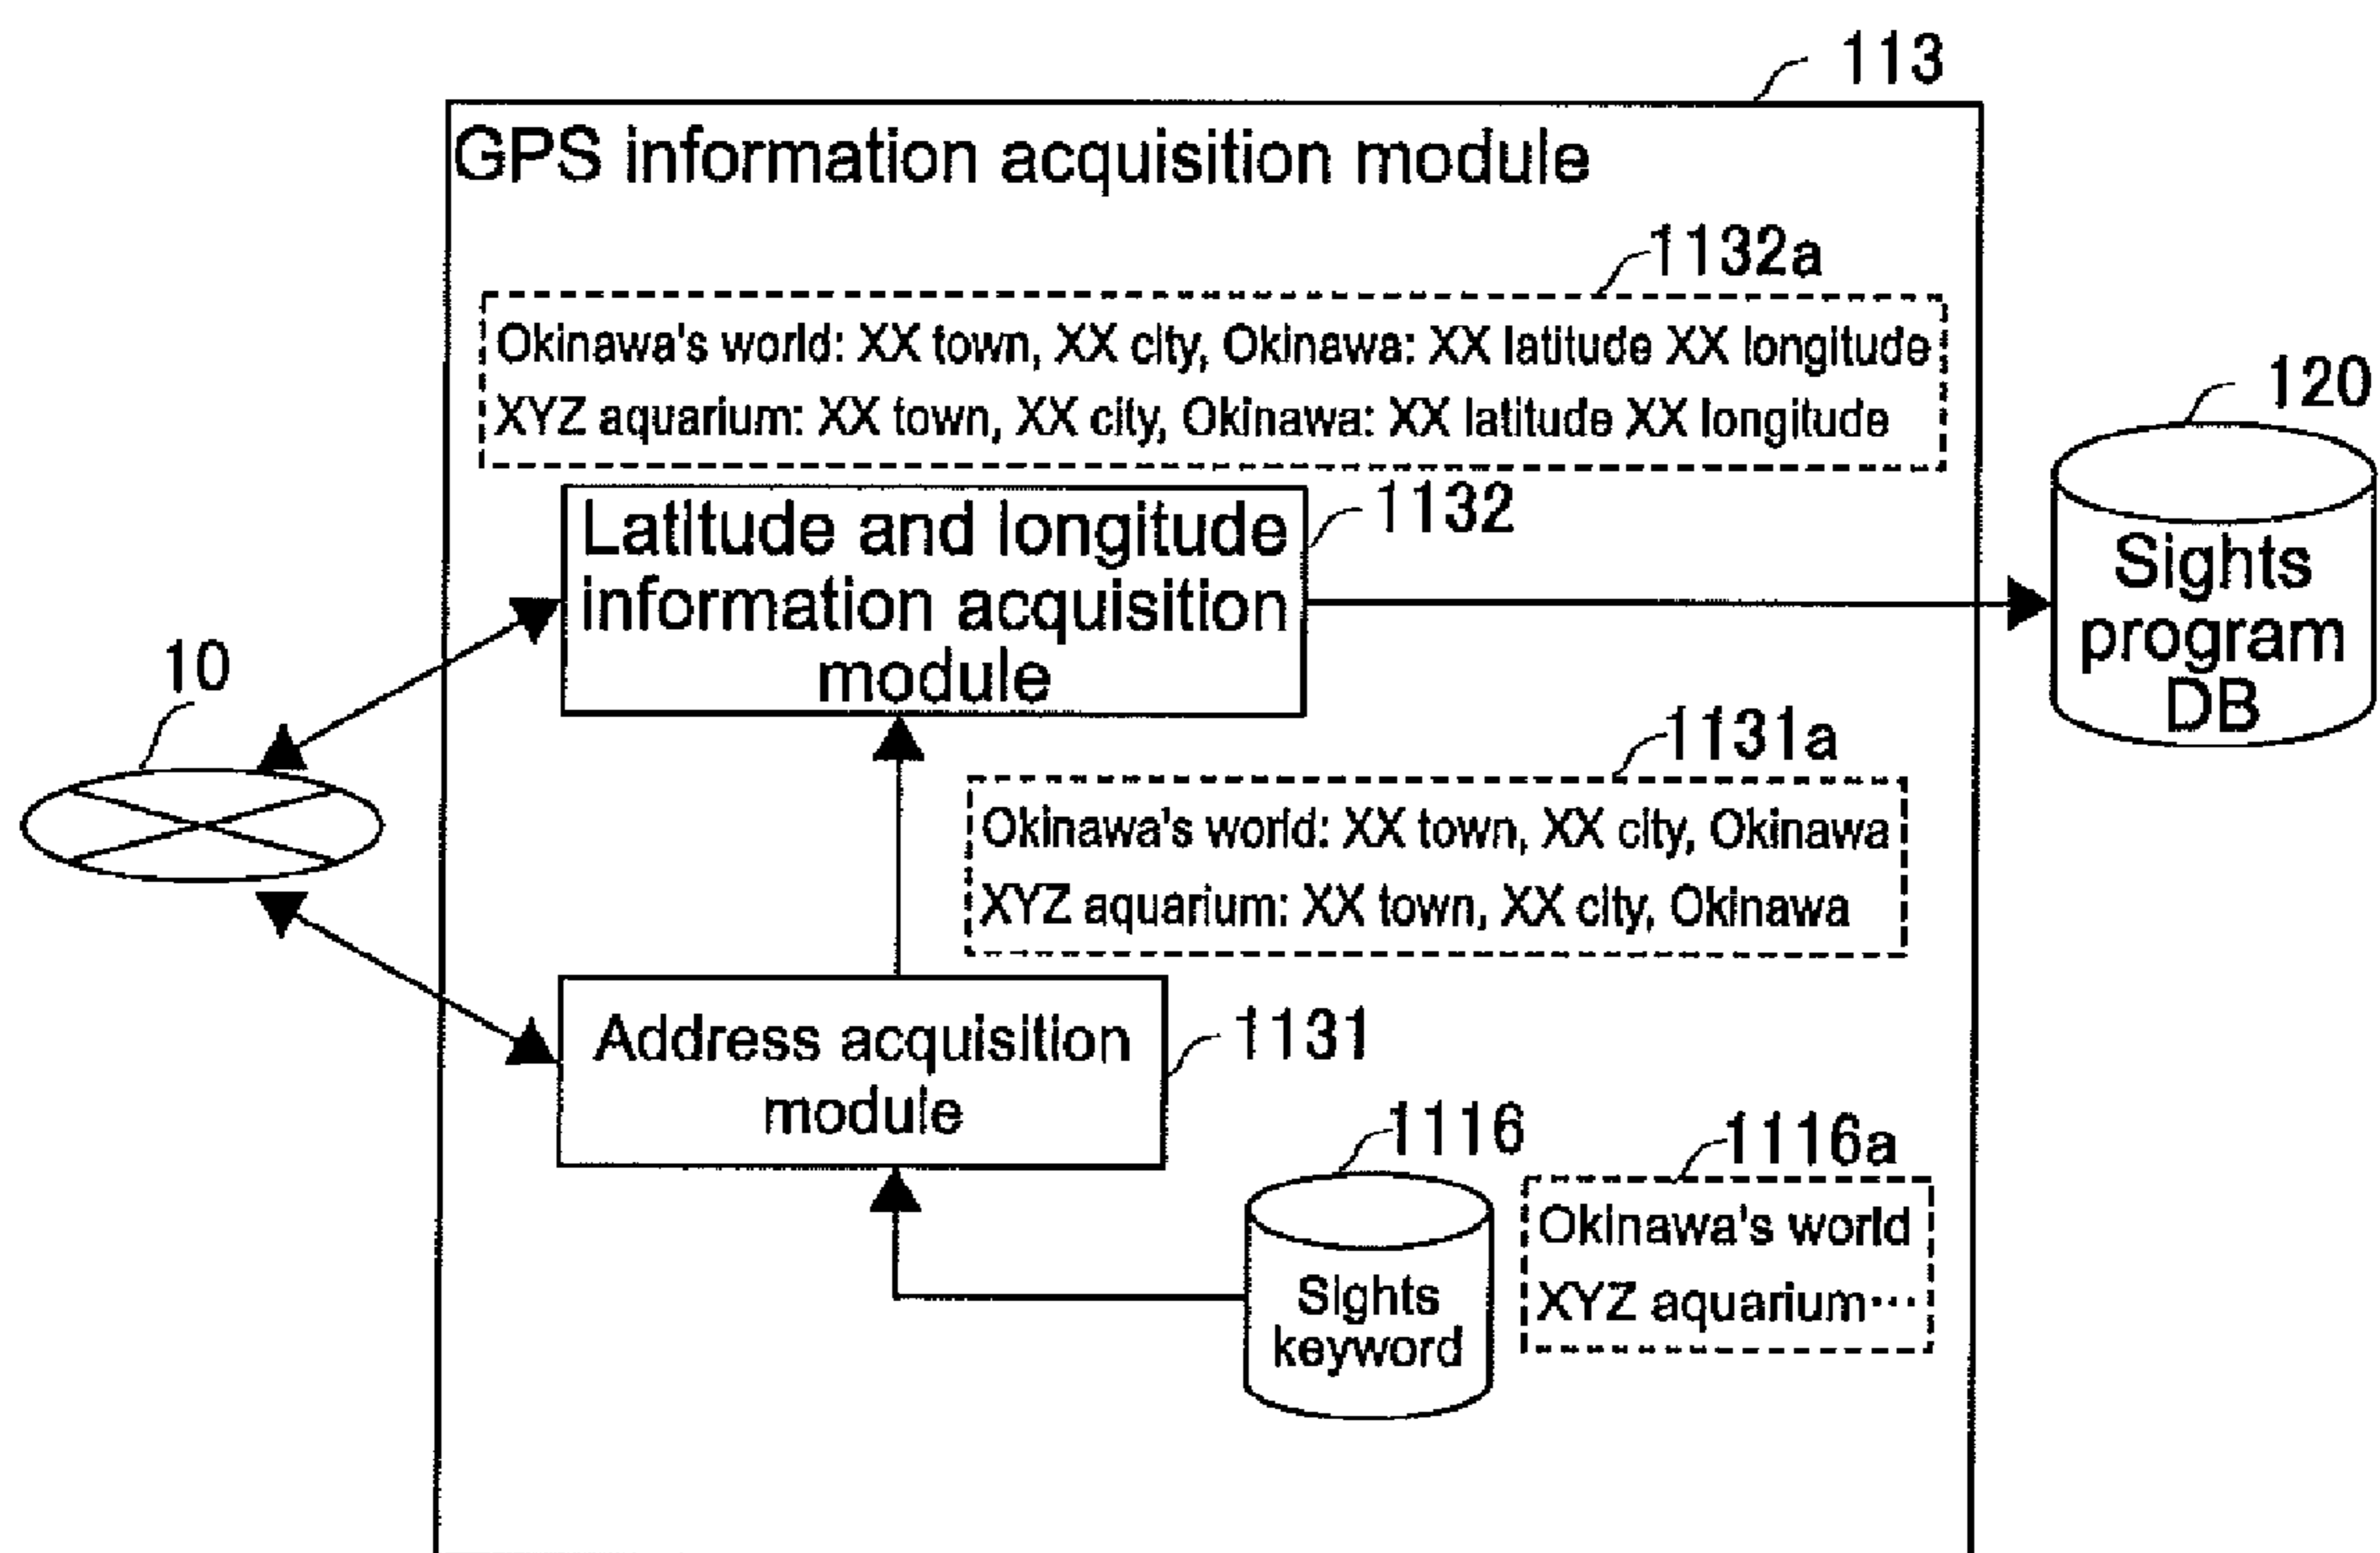 113
GPS information acquisition module
1132a
Okinawa's world: XX town, XX city, Okinawa: XX latitude XX longitude
XYZ aquarium: XX town, XX city, Okinawa: XX latitude XX longitude
120
Sights
program
DB
1132
Latitude and longitude
information acquisition
module
10
1131a
Okinawa's world: XX town, XX city, Okinawa
XYZ aquarium: XX town, XX city, Okinawa
1131
Address acquisition
module
1116
Sights
keyword
1116a
Okinawa's world
XYZ aquarium⋯